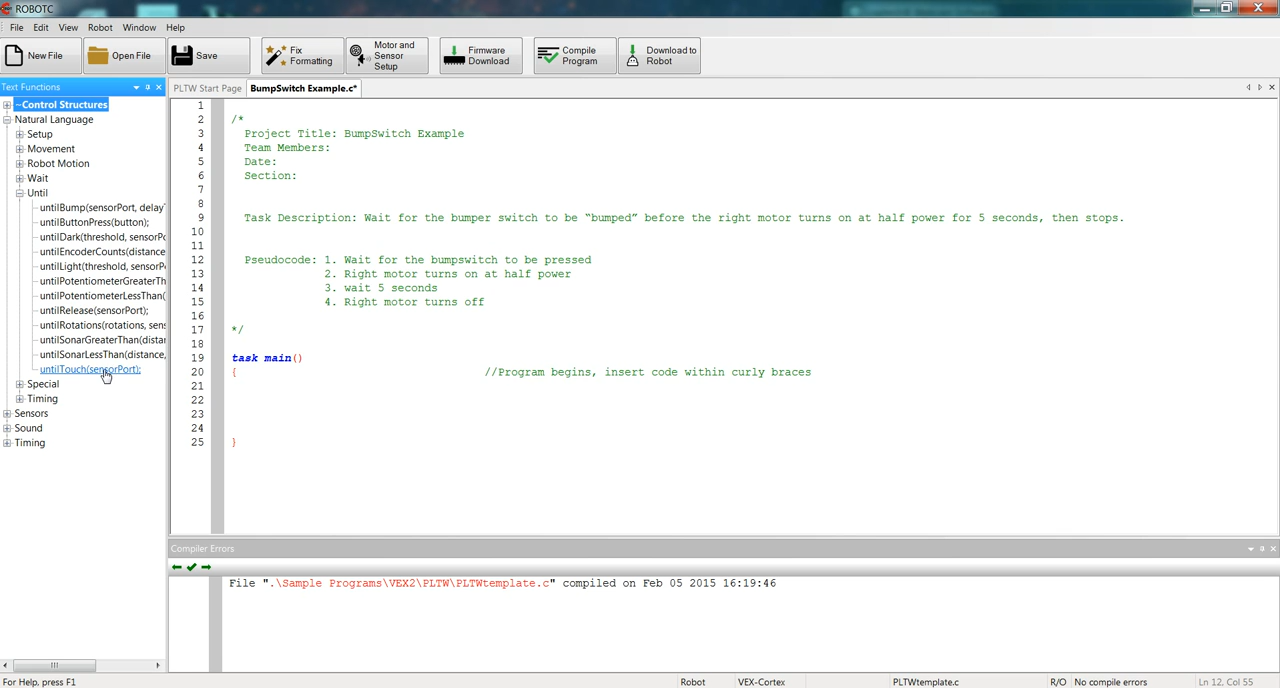 ROBOTC
File Edit View Robot Window Help
New File Open File Save Fix Formatting Motor and Sensor Setup Firmware Download Compile Program Download to Robot
Text Functions
PLTW Start Page BumpSwitch Example.c*
--Control Structures
Natural Language
Setup
Movement
Robot Motion
Wait
Until
untilBump(sensorPort, delayT
untilButtonPress(button);
untilDark(threshold, sensorPo
untilEncoderCounts(distance
untilLight(threshold, sensorP
untilPotentiometerGreaterTh
untilPotentiometerLessThan(
untilRelease(sensorPort);
untilRotations(rotations, sens
untilSonarGreaterThan(distan
untilSonarLessThan(distance,
untilTouch(sensorPort);
Special
Timing
Sensors
Sound
Timing
1
2 /*
3 Project Title: BumpSwitch Example
4 Team Members:
5 Date:
6 Section:
7
8
9 Task Description: Wait for the bumper switch to be “bumped” before the right motor turns on at half power for 5 seconds, then stops.
10
11
12 Pseudocode: 1. Wait for the bumpswitch to be pressed
13 2. Right motor turns on at half power
14 3. wait 5 seconds
15 4. Right motor turns off
16
17 */
18
19 task main()
20 { //Program begins, insert code within curly braces
21
22
23
24
25 }
Compiler Errors
File ".\Sample Programs\VEX2\PLTW\PLTWtemplate.c" compiled on Feb 05 2015 16:19:46
For Help, press F1 Robot VEX-Cortex PLTWtemplate.c R/O No compile errors Ln 12, Col 55